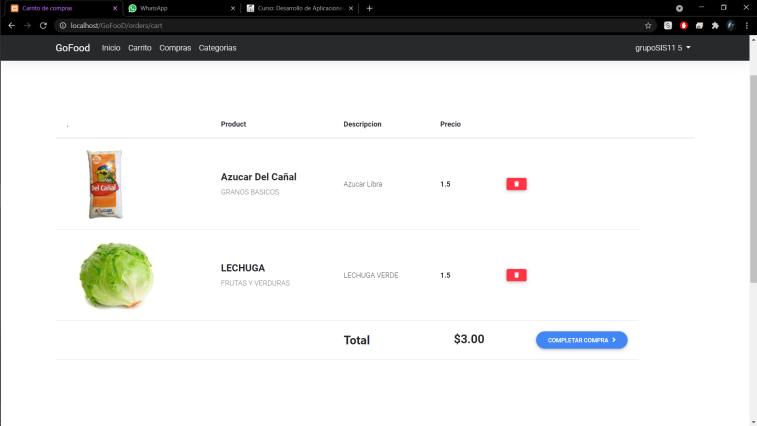 Carrito de compras
WhatsApp
Curso: Desarrollo de Aplicacione
localhost/GoFooD/orders/cart
GoFood Inicio Carrito Compras Categorias grupoSIS11 5
. Product Descripcion Precio
Azucar Del Cañal
GRANOS BASICOS
Azucar Libra 1.5
Del Cañal
AZUCAR
LECHUGA
FRUTAS Y VERDURAS
LECHUGA VERDE 1.5
Total $3.00 COMPLETAR COMPRA